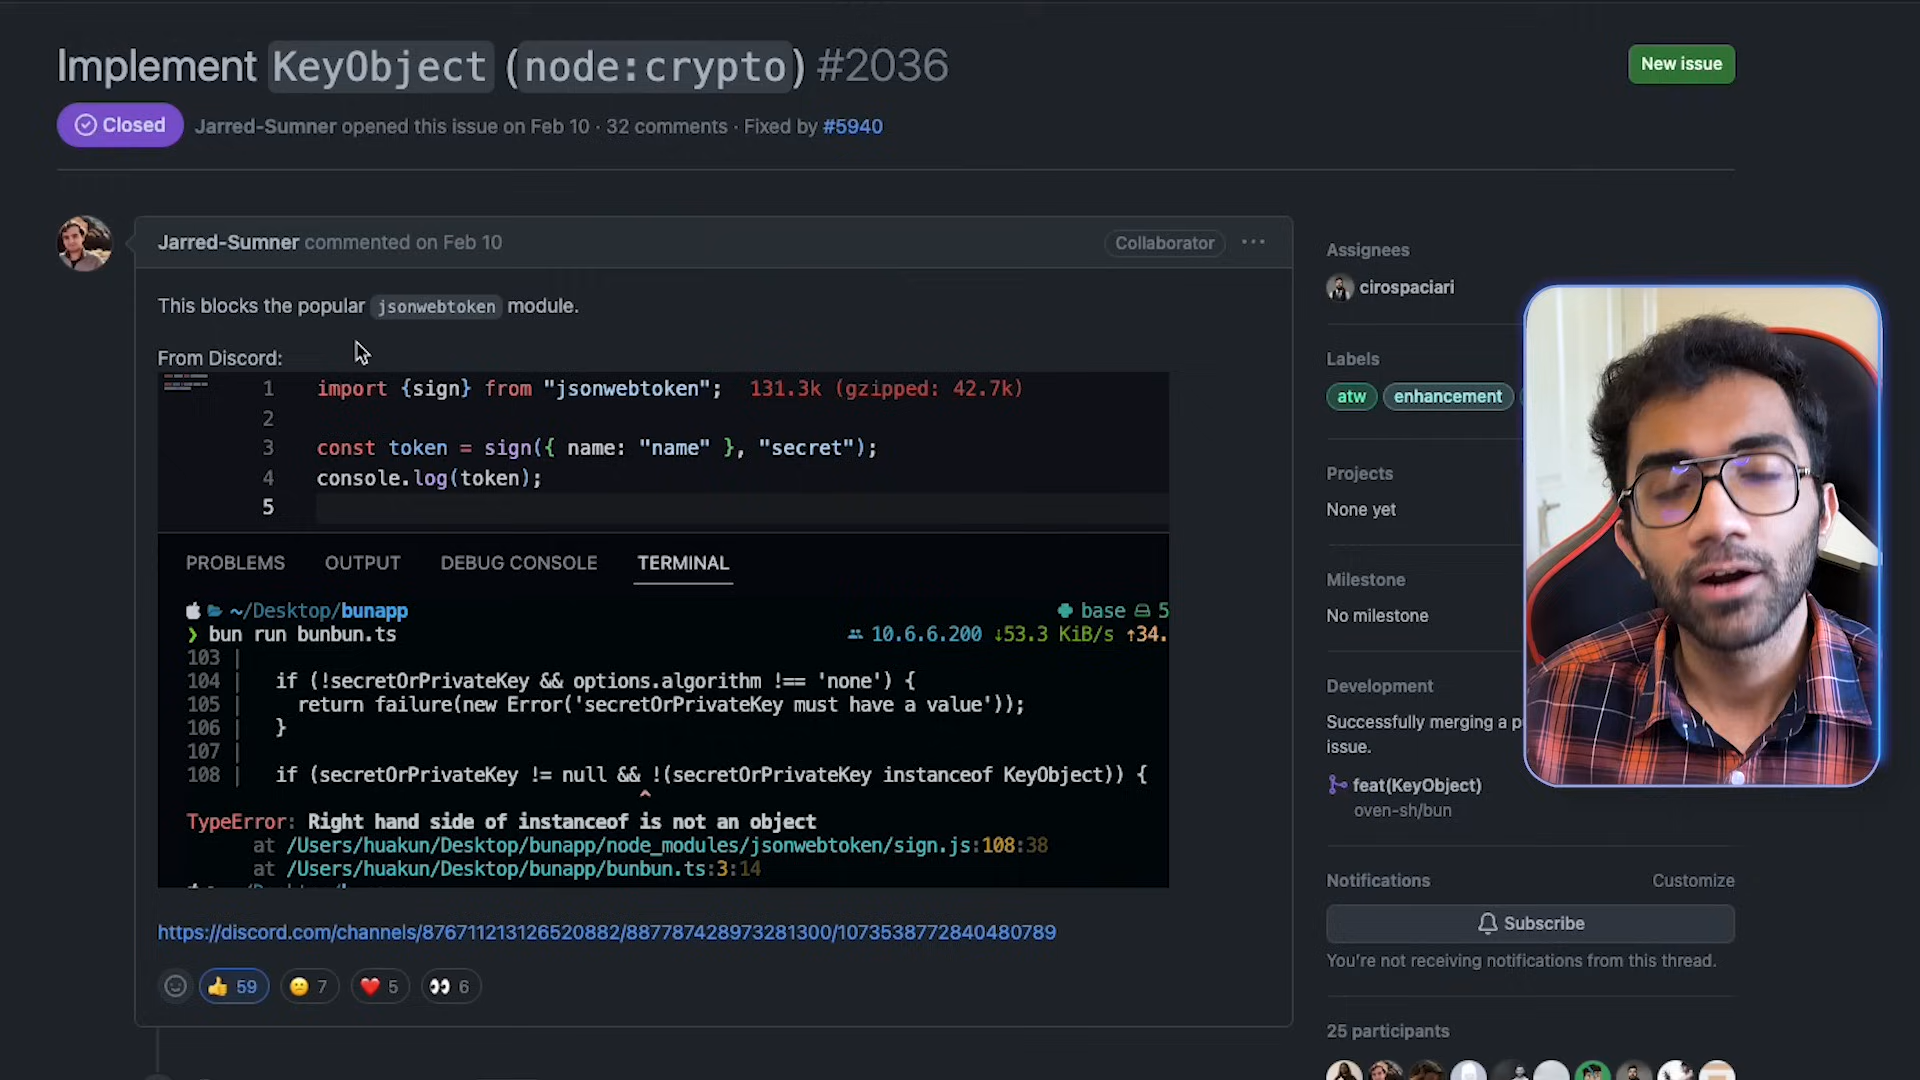 Implement KeyObject (node:crypto) #2036
New issue
Closed
Jarred-Sumner opened this issue on Feb 10 · 32 comments · Fixed by #5940
Jarred-Sumner commented on Feb 10
Collaborator
This blocks the popular jsonwebtoken module.
From Discord:
1 import {sign} from "jsonwebtoken"; 131.3k (gzipped: 42.7k)
2
3 const token = sign({ name: "name" }, "secret");
4 console.log(token);
5
PROBLEMS OUTPUT DEBUG CONSOLE TERMINAL
~/Desktop/bunapp base 5
❯ bun run bunbun.ts 10.6.6.200 ↓53.3 KiB/s ↑34.
103 |
104 | if (!secretOrPrivateKey && options.algorithm !== 'none') {
105 | return failure(new Error('secretOrPrivateKey must have a value'));
106 | }
107 |
108 | if (secretOrPrivateKey != null && !(secretOrPrivateKey instanceof KeyObject)) {
^
TypeError: Right hand side of instanceof is not an object
at /Users/huakun/Desktop/bunapp/node_modules/jsonwebtoken/sign.js:108:38
at /Users/huakun/Desktop/bunapp/bunbun.ts:3:14
https://discord.com/channels/876711213126520882/887787428973281300/1073538772840480789
👍 59 😕 7 ❤️ 5 👀 6
Assignees
cirospaciari
Labels
atw enhancement
Projects
None yet
Milestone
No milestone
Development
Successfully merging a p
issue.
feat(KeyObject)
oven-sh/bun
Notifications Customize
Subscribe
You're not receiving notifications from this thread.
25 participants